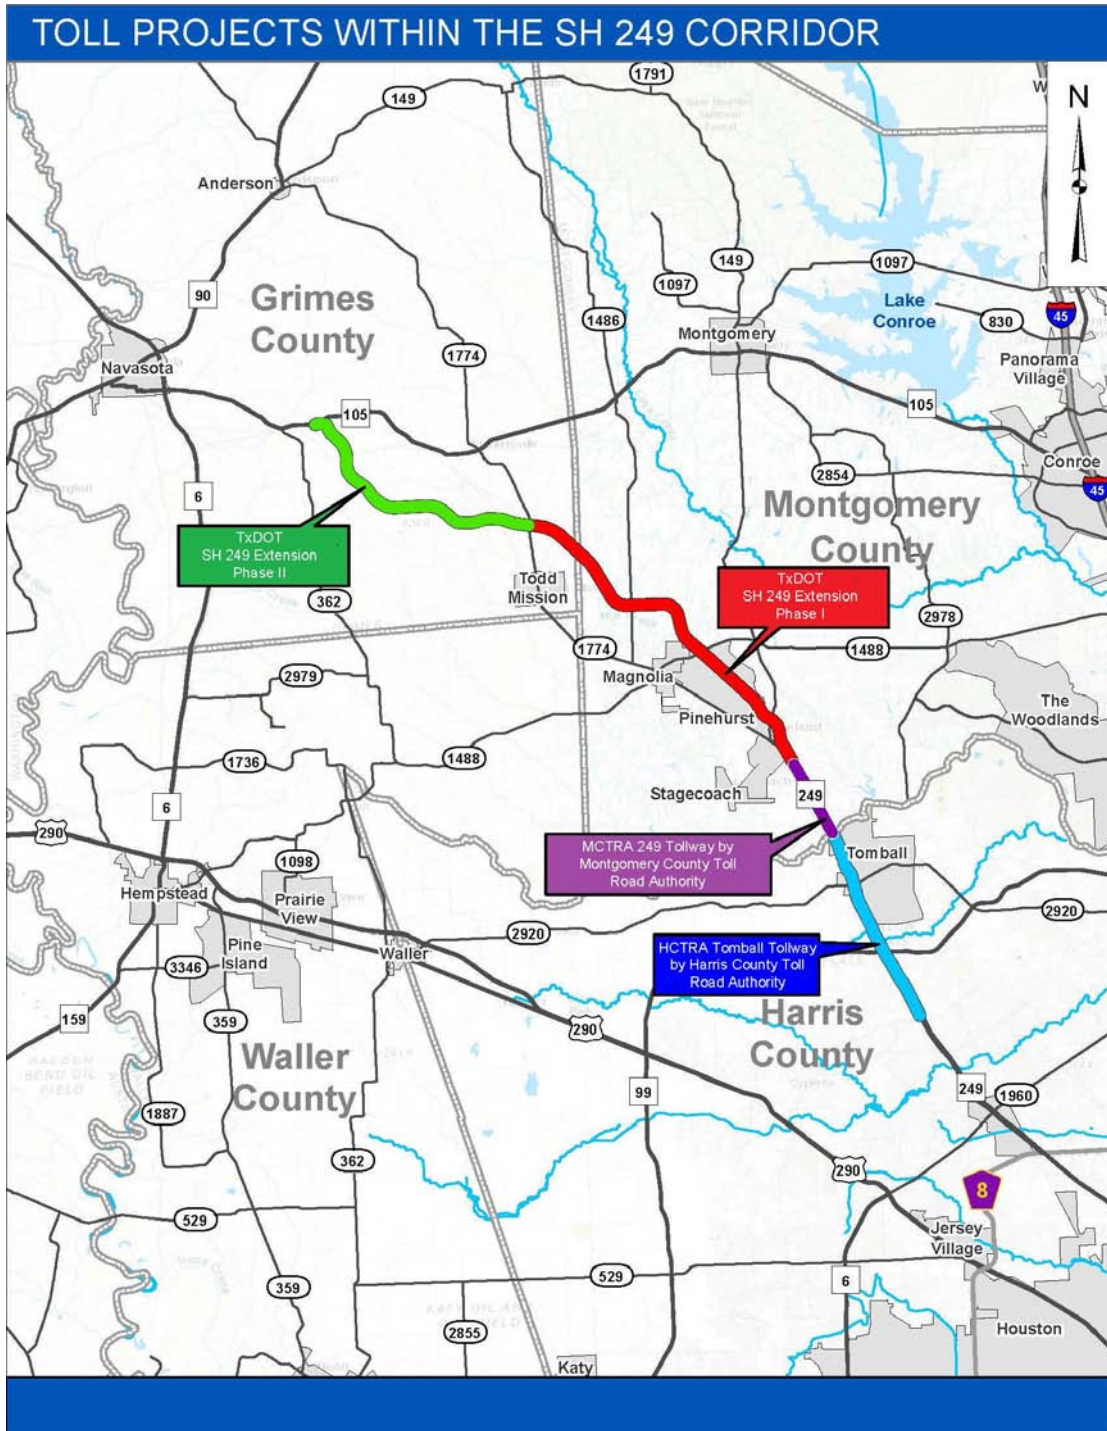 TOLL PROJECTS WITHIN THE SH 249 CORRIDOR
1791
W
N
149
Anderson
90
Grimes
County
149
1097
1097
Lake
Conroe
830
45
1486
Montgomery
Panorama
Village
1774
Navasota
105
105
Conroe
2854
45
6
Montgomery
County
TxDOT
SH 249 Extension
Phase II
TxDOT
SH 249 Extension
Phase I
Todd
Mission
362
2978
1774
1488
Magnolia
2979
The
Woodlands
Pinehurst
1736
1488
Stagecoach
249
6
290
MCTRA 249 Tollway by
Montgomery County Toll
Road Authority
Tomball
1098
Hempstead
Prairie
View
2920
2920
Pine
Island
Waller
HCTRA Tomball Tollway
by Harris County Toll
Road Authority
3346
159
359
290
Harris
County
Waller
County
99
249
1960
1887
362
290
8
529
Jersey
Village
529
6
359
2855
Houston
Katy